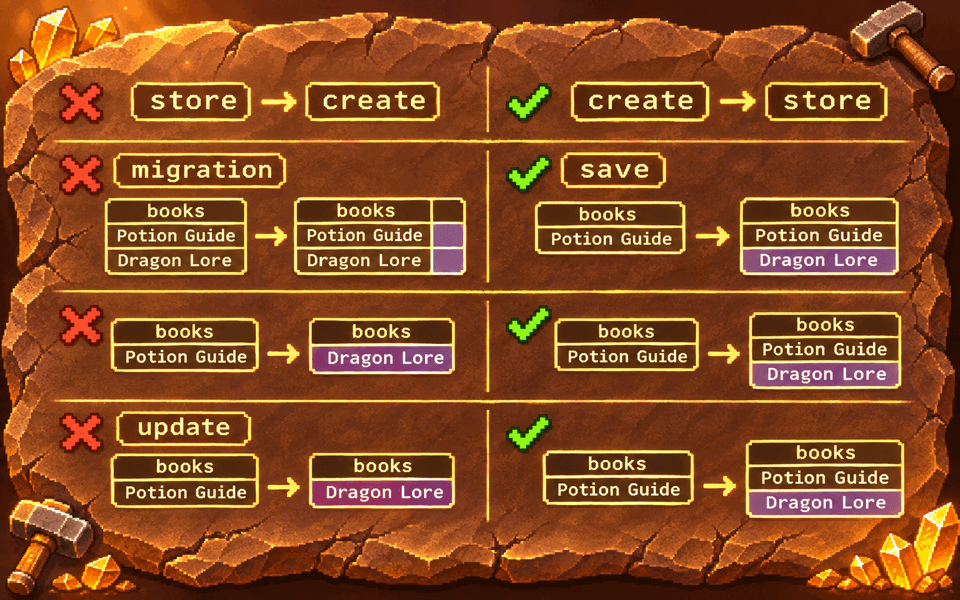 store → create
create → store
migration
books
Potion Guide
Dragon Lore
→
books
Potion Guide
Dragon Lore
save
books
Potion Guide
→
books
Potion Guide
Dragon Lore
books
Potion Guide
→
books
Dragon Lore
books
Potion Guide
→
books
Potion Guide
Dragon Lore
update
books
Potion Guide
→
books
Dragon Lore
books
Potion Guide
→
books
Potion Guide
Dragon Lore